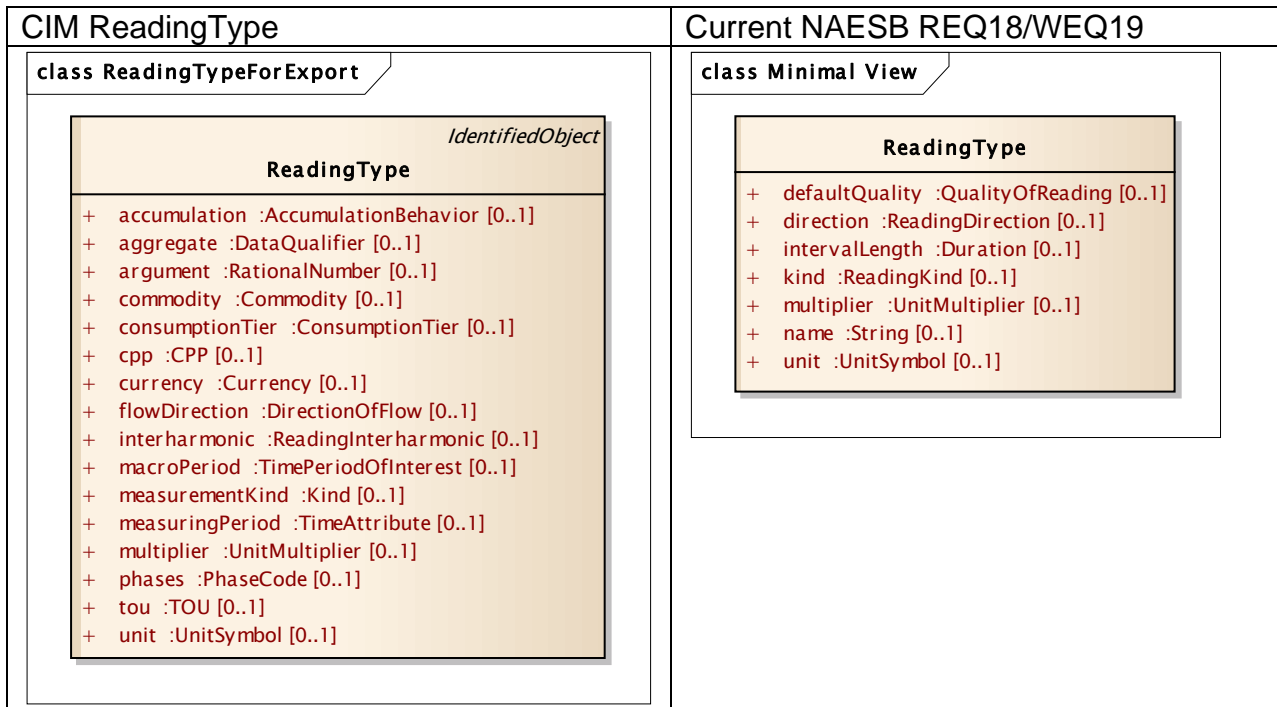 CIM ReadingType
class ReadingTypeForExport
IdentifiedObject
ReadingType
+ accumulation :AccumulationBehavior [0..1]
+ aggregate :DataQualifier [0..1]
+ argument :RationalNumber [0..1]
+ commodity :Commodity [0..1]
+ consumptionTier :ConsumptionTier [0..1]
+ cpp :CPP [0..1]
+ currency :Currency [0..1]
+ flowDirection :DirectionOfFlow [0..1]
+ interharmonic :ReadingInterharmonic [0..1]
+ macroPeriod :TimePeriodOfInterest [0..1]
+ measurementKind :Kind [0..1]
+ measuringPeriod :TimeAttribute [0..1]
+ multiplier :UnitMultiplier [0..1]
+ phases :PhaseCode [0..1]
+ tou :TOU [0..1]
+ unit :UnitSymbol [0..1]
Current NAESB REQ18/WEQ19
class Minimal View
ReadingType
+ defaultQuality :QualityOfReading [0..1]
+ direction :ReadingDirection [0..1]
+ intervalLength :Duration [0..1]
+ kind :ReadingKind [0..1]
+ multiplier :UnitMultiplier [0..1]
+ name :String [0..1]
+ unit :UnitSymbol [0..1]